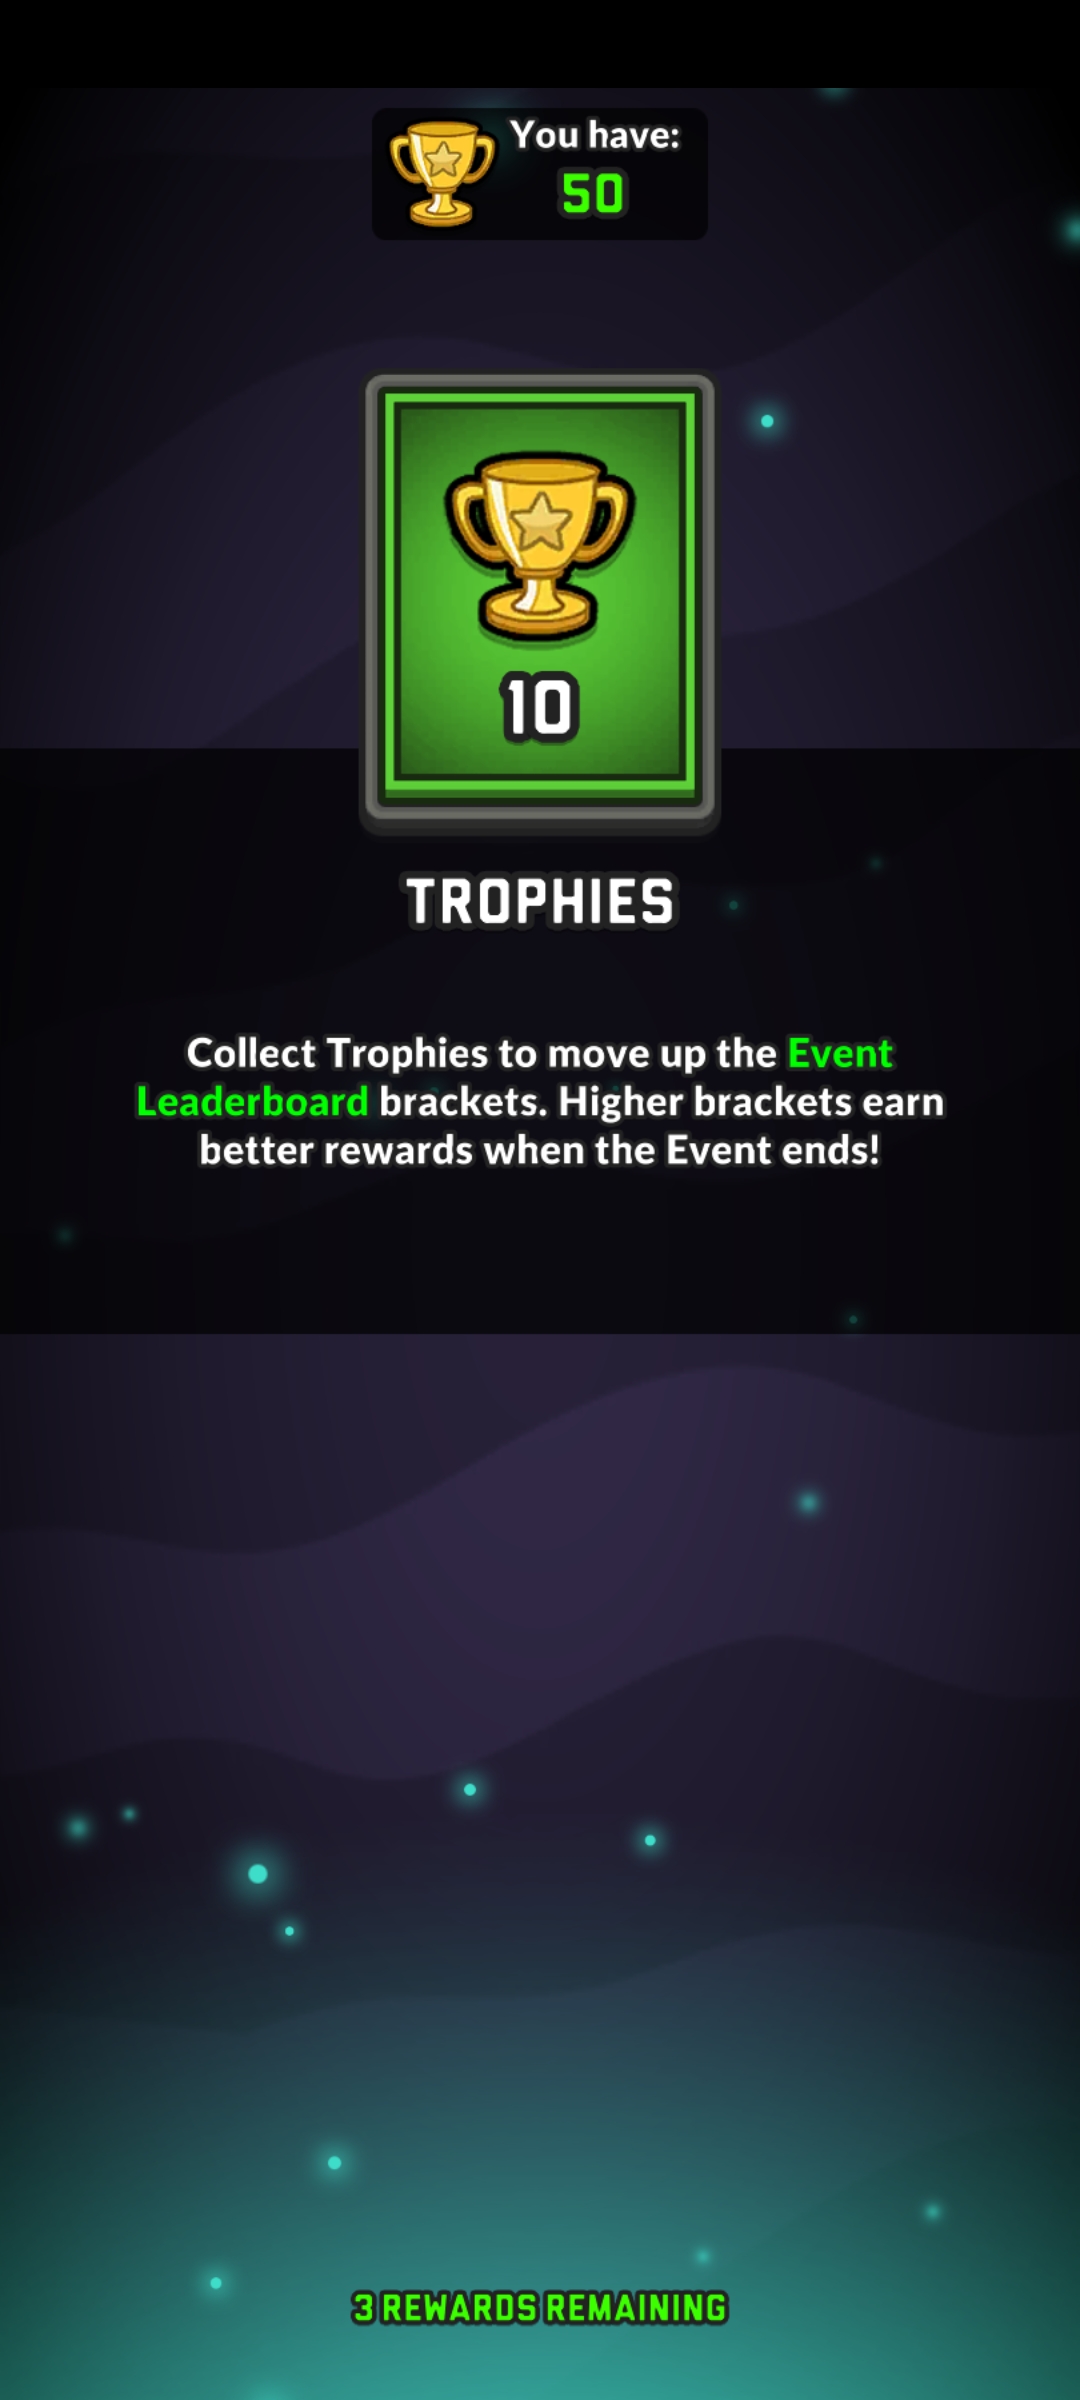 You have:
50
10
TROPHIES
Collect Trophies to move up the Event
Leaderboard brackets. Higher brackets earn
better rewards when the Event ends!
3 REWARDS REMAINING